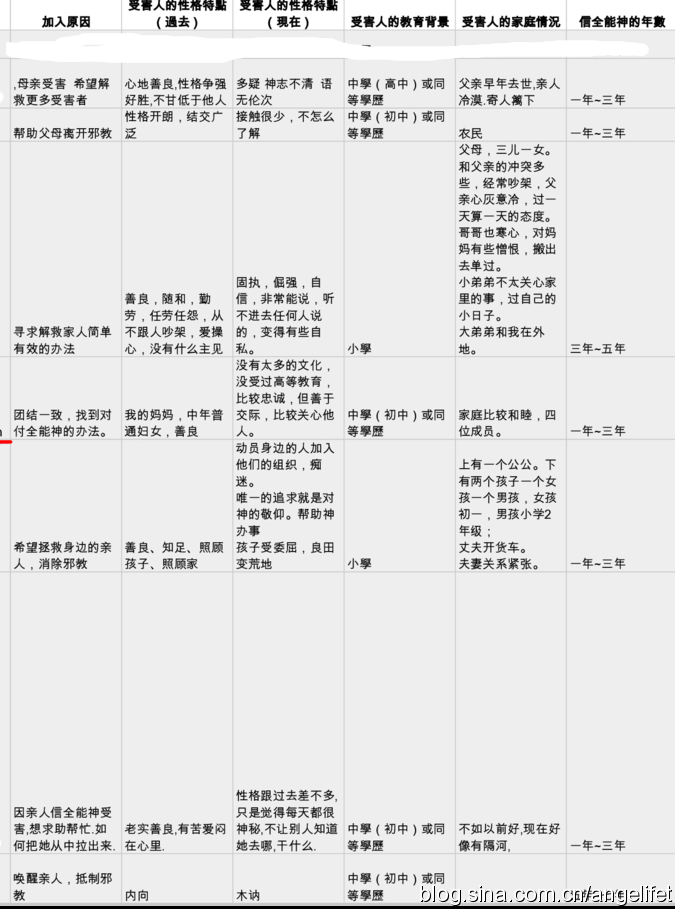 加入原因
受害人的性格特點
（過去）
受害人的性格特點
（現在）
受害人的教育背景
受害人的家庭情況
信全能神的年數
,母亲受害 希望解
救更多受害者
心地善良,性格争强
好胜,不甘低于他人
多疑 神志不清 语
无伦次
中學（高中）或同
等學歷
父亲早年去世,亲人
冷漠.寄人篱下
一年~三年
帮助父母离开邪教
性格开朗，结交广
泛
接触很少，不怎么
了解
中學（初中）或同
等學歷
农民
一年~三年
寻求解救家人简单
有效的办法
善良，随和，勤
劳，任劳任怨，从
不跟人吵架，爱操
心，没有什么主见
固执，倔强，自
信，非常能说，听
不进去任何人说
的，变得有些自
私。
小學
父母，三儿一女。
和父亲的冲突多
些，经常吵架，父
亲心灰意冷，过一
天算一天的态度。
哥哥也寒心，对妈
妈有些憎恨，搬出
去单过。
小弟弟不太关心家
里的事，过自己的
小日子。
大弟弟和我在外
地。
三年~五年
团结一致，找到对
付全能神的办法。
我的妈妈，中年普
通妇女，善良
没有太多的文化，
没受过高等教育，
比较忠诚，但善于
交际，比较关心他
人。
中學（初中）或同
等學歷
家庭比较和睦，四
位成员。
一年~三年
希望拯救身边的亲
人，消除邪教
善良、知足、照顾
孩子、照顾家
动员身边的人加入
他们的组织，痴
迷。
唯一的追求就是对
神的敬仰。帮助神
办事
孩子受委屈，良田
变荒地
小學
上有一个公公。下
有两个孩子一个女
孩一个男孩，女孩
初一，男孩小学2
年级；
丈夫开货车。
夫妻关系紧张。
一年~三年
因亲人信全能神受
害,想求助帮忙.如
何把她从中拉出来.
老实善良,有苦爱闷
在心里.
性格跟过去差不多,
只是觉得每天都很
神秘,不让别人知道
她去哪,干什么.
中學（初中）或同
等學歷
不如以前好,现在好
像有隔河,
一年~三年
唤醒亲人，抵制邪
教
内向
木讷
中學（初中）或同
等學歷
blog.sina.com.cn/angelifet